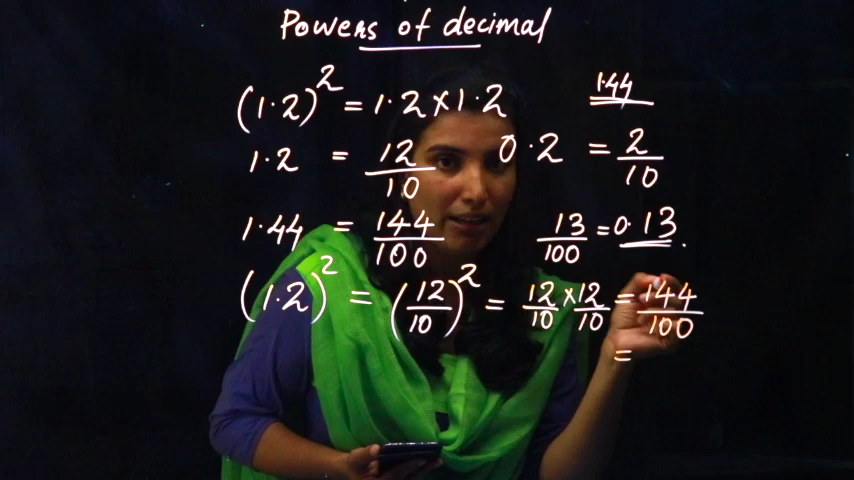 Powers of decimal
(1.2)² = 1.2 × 1.2 1.44
1.2 = 12/10 0.2 = 2/10
1.44 = 144/100 13/100 = 0.13.
(1.2)² = (12/10)² = 12/10 × 12/10 = 144/100
=